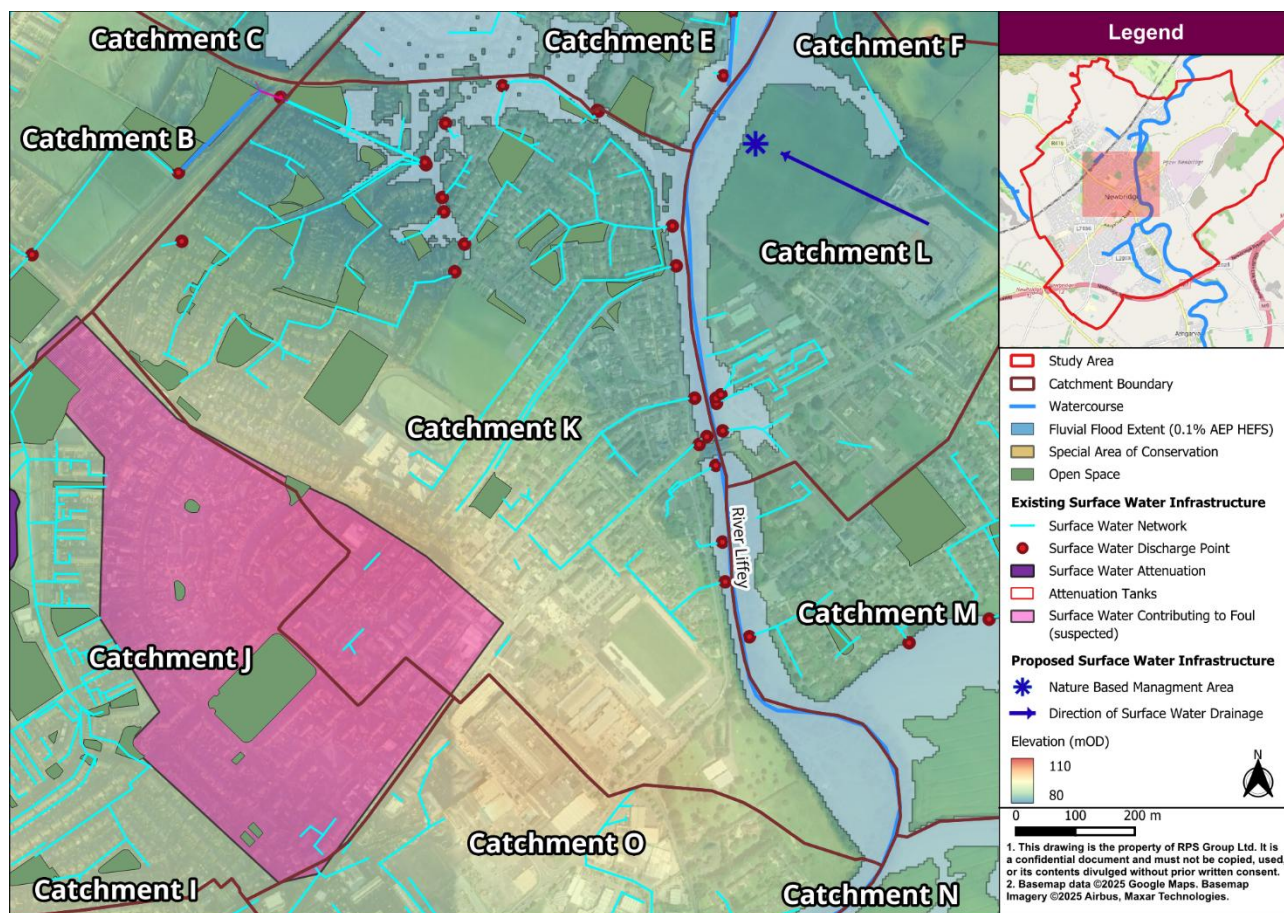 Catchment C
Catchment E
Catchment F
Catchment B
Catchment L
Catchment K
River Liffey
Catchment M
Catchment J
Catchment O
Catchment I
Catchment N
Legend
Newbridge
Study Area
Catchment Boundary
Watercourse
Fluvial Flood Extent (0.1% AEP HEFS)
Special Area of Conservation
Open Space
Existing Surface Water Infrastructure
Surface Water Network
Surface Water Discharge Point
Surface Water Attenuation
Attenuation Tanks
Surface Water Contributing to Foul
(suspected)
Proposed Surface Water Infrastructure
Nature Based Managment Area
Direction of Surface Water Drainage
Elevation (mOD)
110
80
N
0 100 200 m
1. This drawing is the property of RPS Group Ltd. It is
a confidential document and must not be copied, used,
or its contents divulged without prior written consent.
2. Basemap data ©2025 Google Maps. Basemap
Imagery ©2025 Airbus, Maxar Technologies.